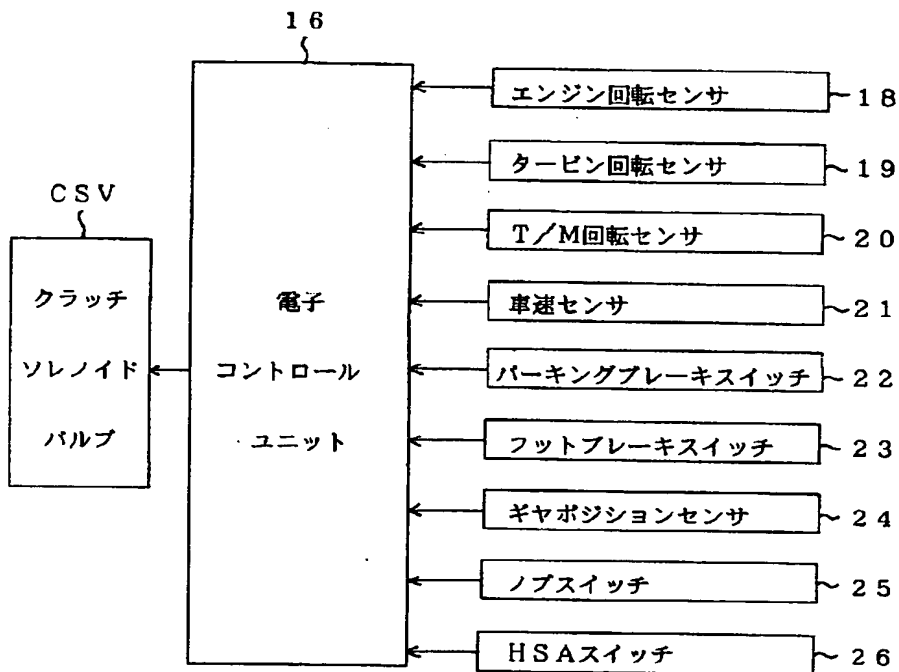 16
エンジン回転センサ
18
タービン回転センサ
19
CSV
T/M回転センサ
20
クラッチ
ソレノイド
バルブ
電子
コントロール
ユニット
車速センサ
21
パーキングブレーキスイッチ
22
フットブレーキスイッチ
23
ギヤポジションセンサ
24
ノブスイッチ
25
HSAスイッチ
26